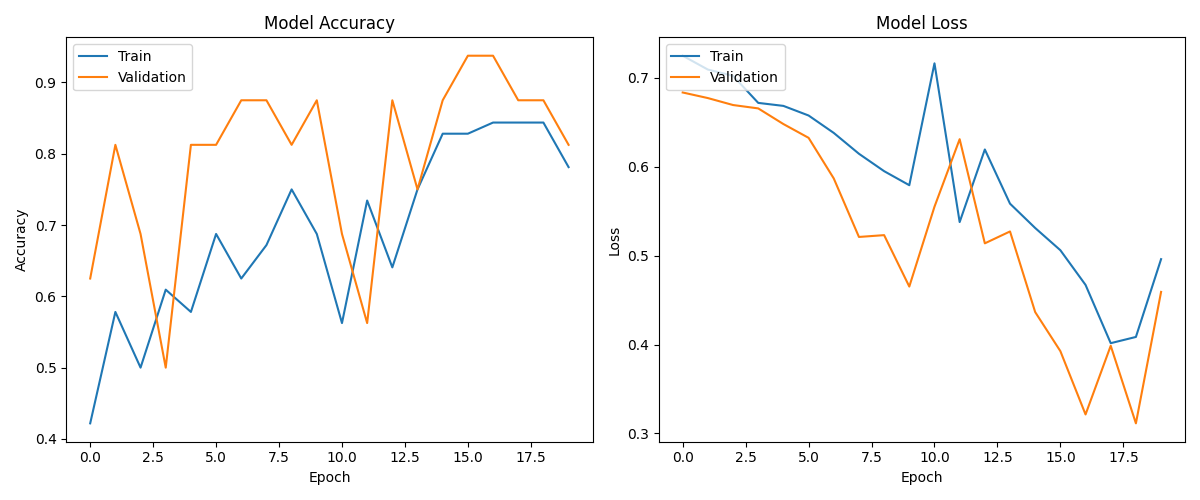 Model Accuracy
Train
Validation
0.9
0.8
0.7
0.6
0.5
0.4
Accuracy
0.0 2.5 5.0 7.5 10.0 12.5 15.0 17.5
Epoch
Model Loss
Train
Validation
0.7
0.6
0.5
0.4
0.3
Loss
0.0 2.5 5.0 7.5 10.0 12.5 15.0 17.5
Epoch